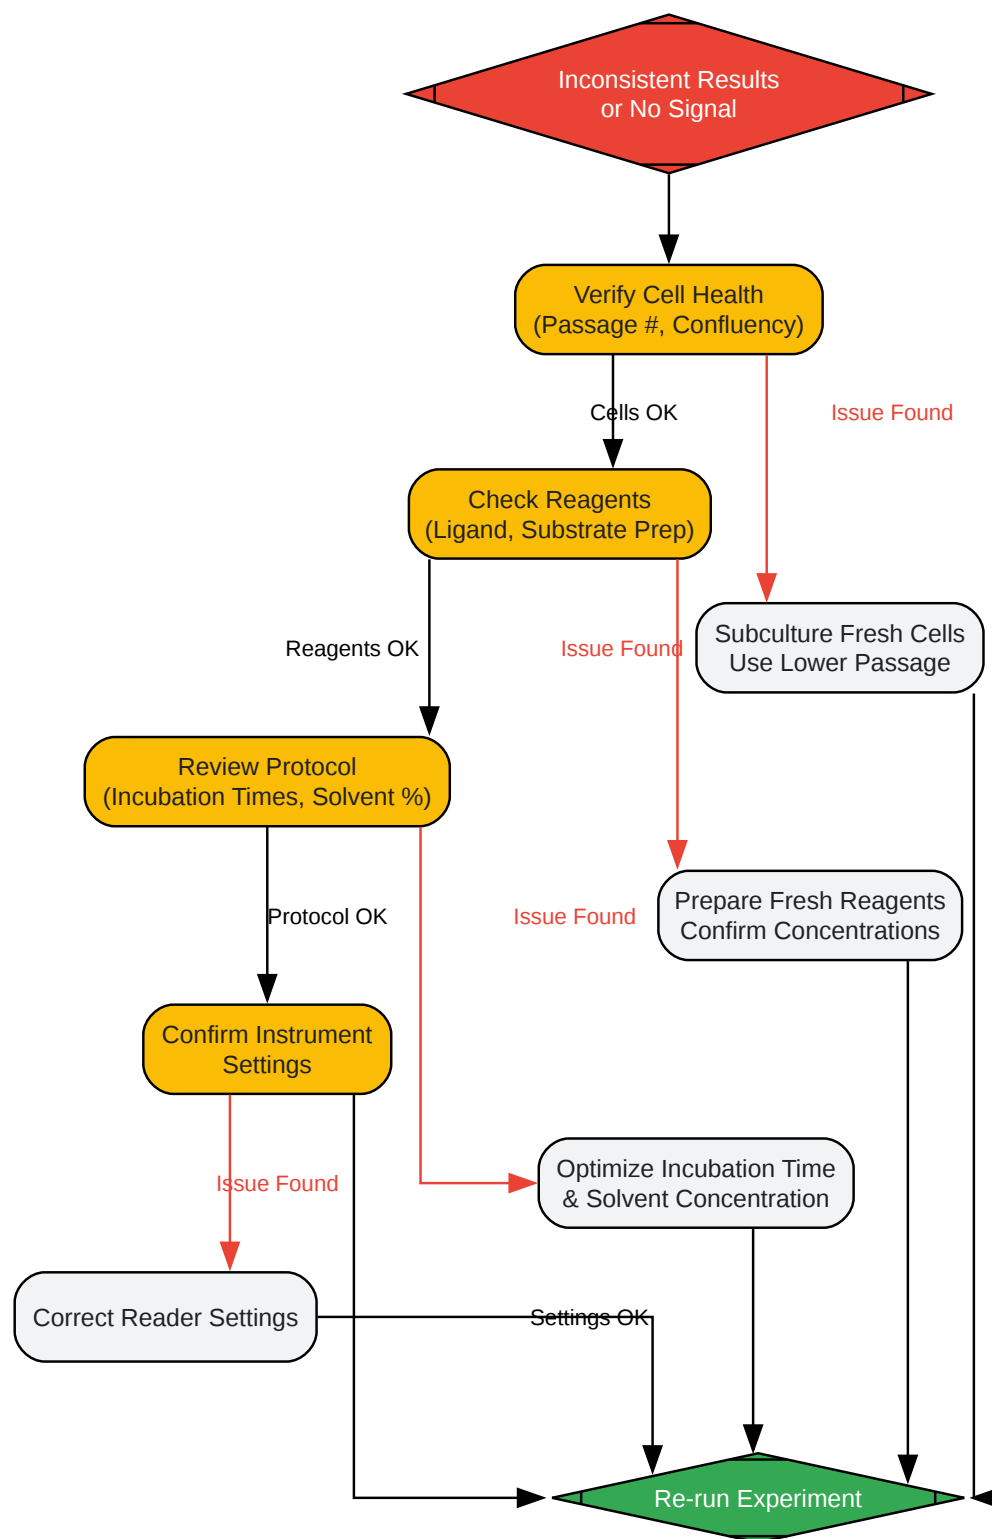 Inconsistent Results
or No Signal
Verify Cell Health
(Passage #, Confluency)
Cells OK
Issue Found
Check Reagents
(Ligand, Substrate Prep)
Reagents OK
Issue Found
Subculture Fresh Cells
Use Lower Passage
Review Protocol
(Incubation Times, Solvent %)
Protocol OK
Issue Found
Prepare Fresh Reagents
Confirm Concentrations
Confirm Instrument
Settings
Issue Found
Optimize Incubation Time
& Solvent Concentration
Correct Reader Settings
Settings OK
Re-run Experiment